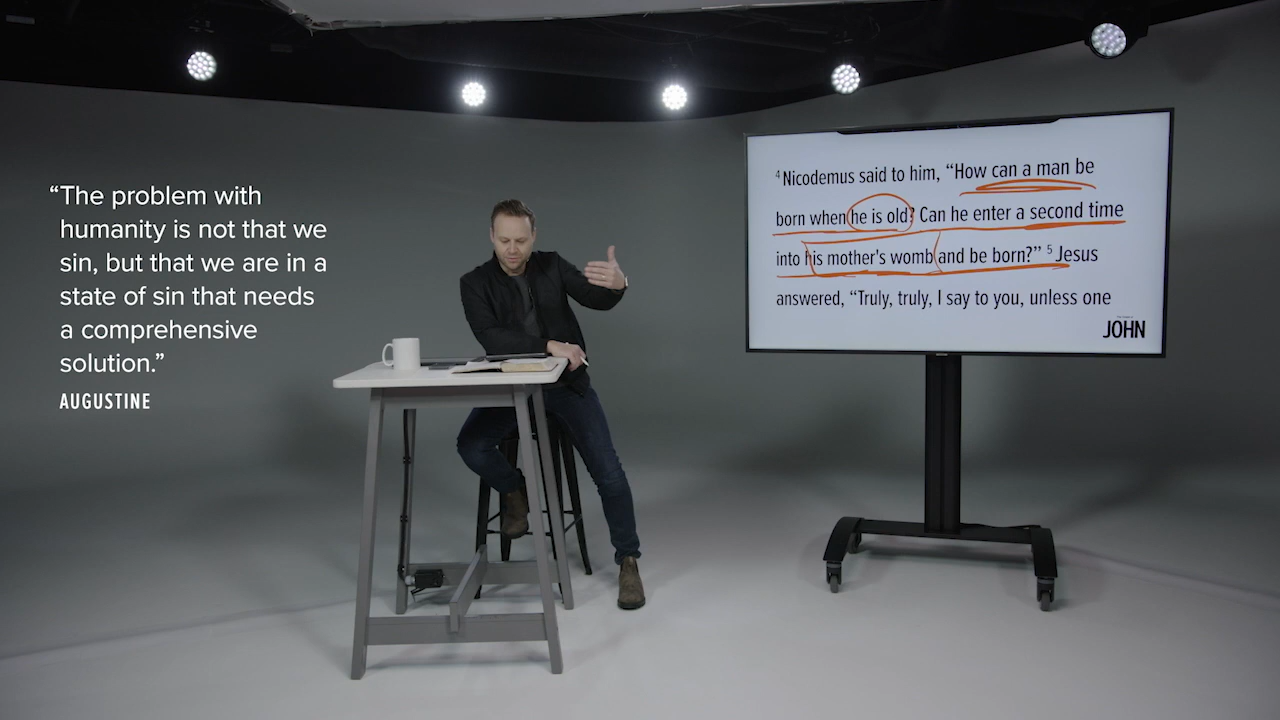 “The problem with
humanity is not that we
sin, but that we are in a
state of sin that needs
a comprehensive
solution.”
AUGUSTINE
4 Nicodemus said to him, “How can a man be
born when he is old? Can he enter a second time
into his mother's womb and be born?” 5 Jesus
answered, “Truly, truly, I say to you, unless one
JOHN